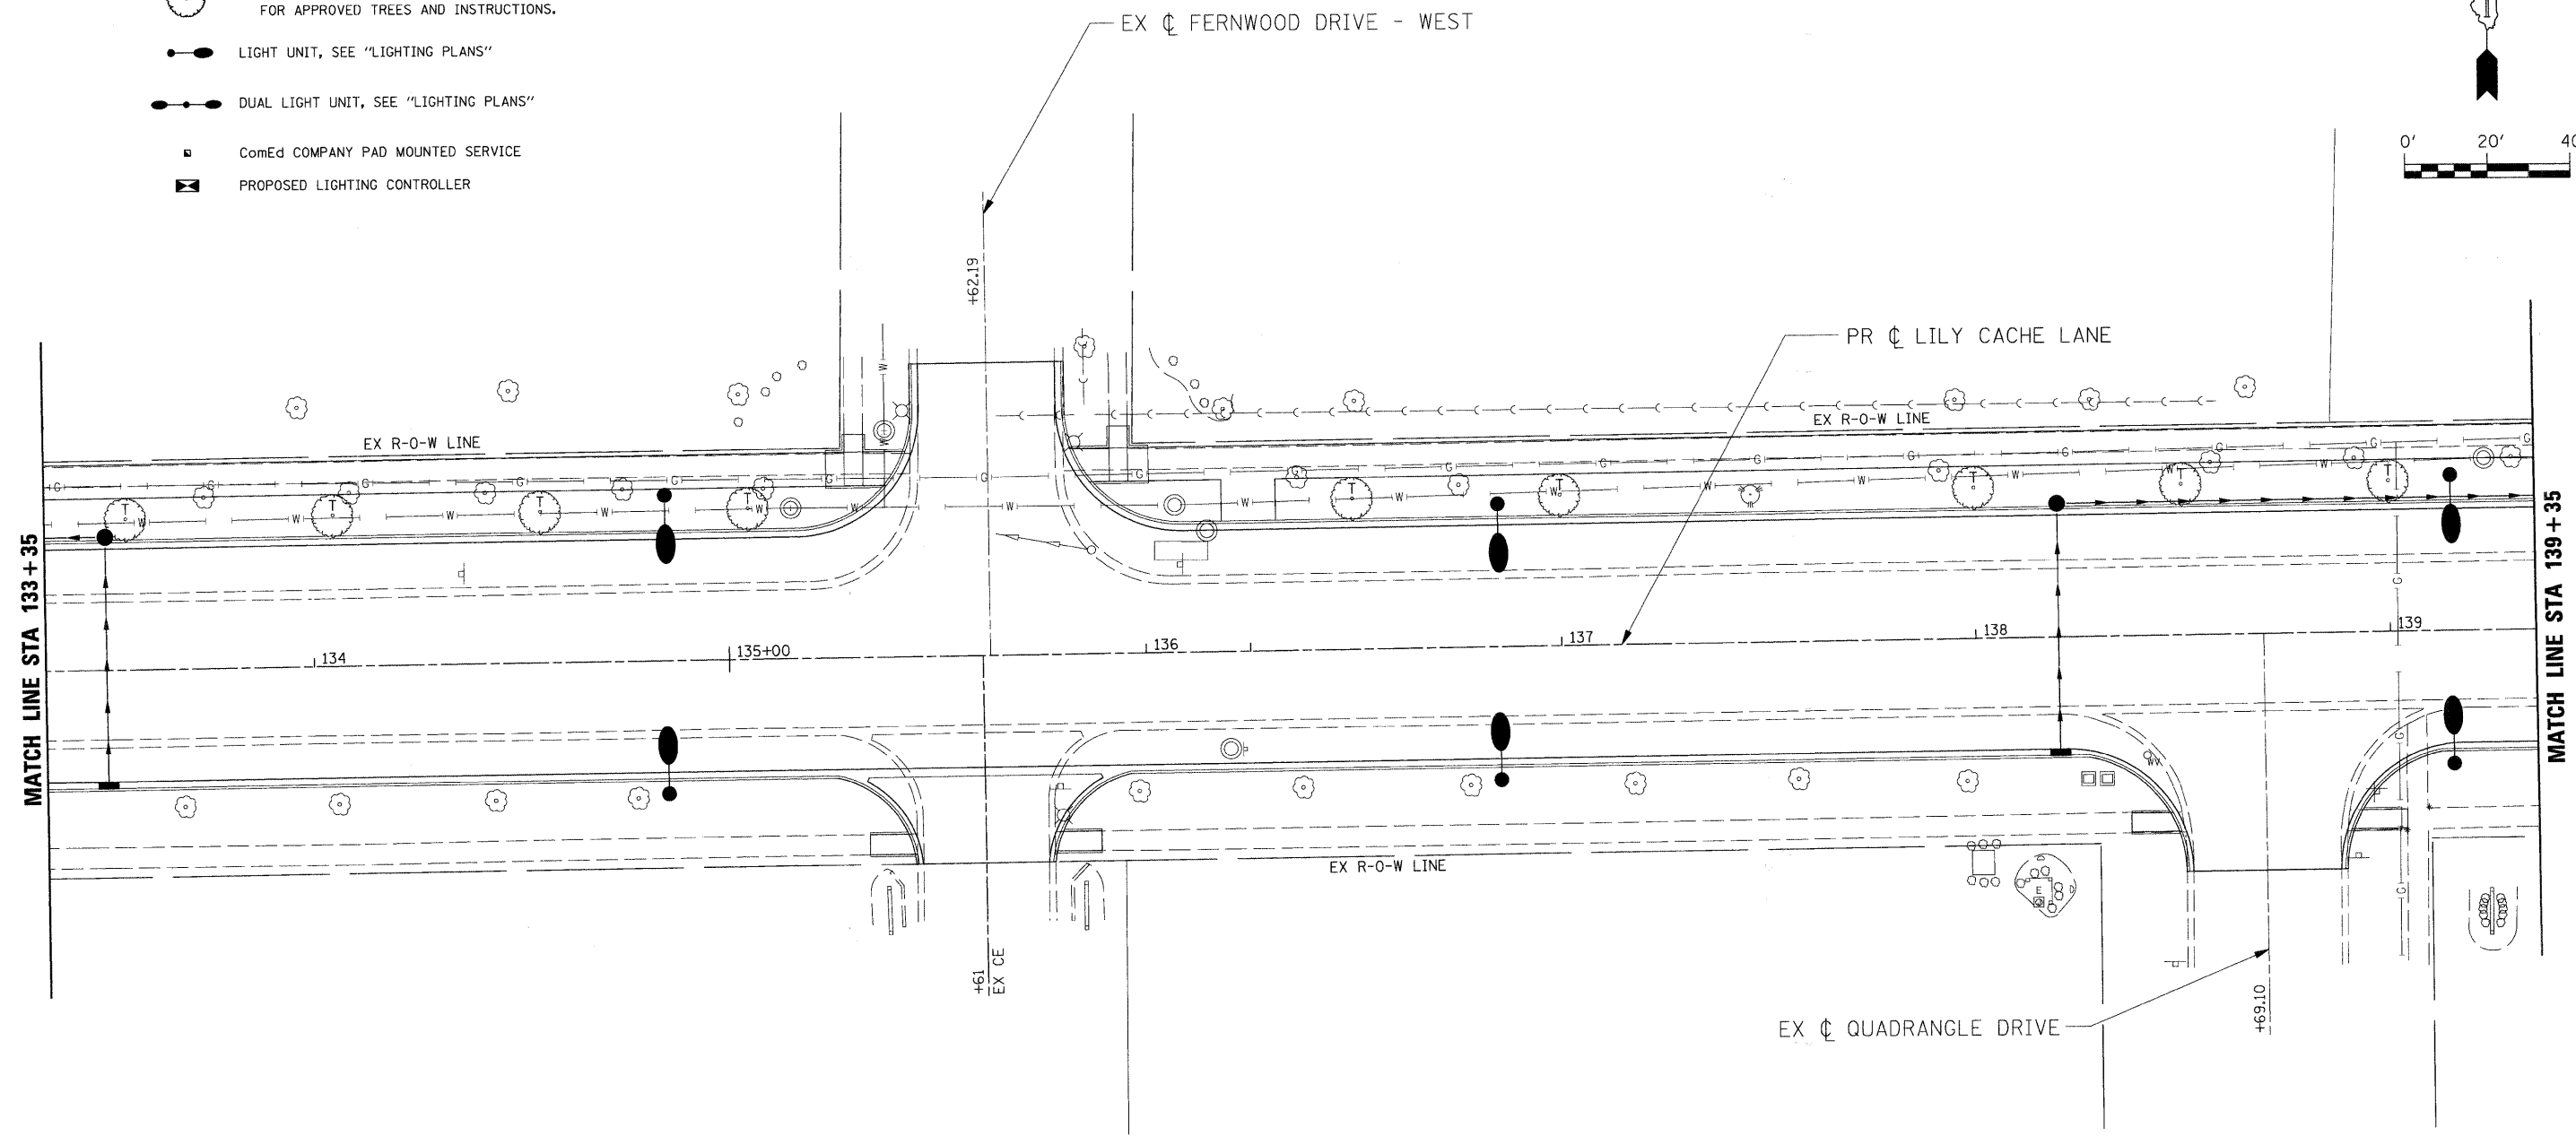 FOR APPROVED TREES AND INSTRUCTIONS.
LIGHT UNIT, SEE "LIGHTING PLANS"
DUAL LIGHT UNIT, SEE "LIGHTING PLANS"
ComEd COMPANY PAD MOUNTED SERVICE
PROPOSED LIGHTING CONTROLLER
EX ℄ FERNWOOD DRIVE - WEST
0' 20' 40
+62.19
PR ℄ LILY CACHE LANE
EX R-O-W LINE
EX R-O-W LINE
MATCH LINE STA 133+35
MATCH LINE STA 139+35
134
135+00
136
137
138
139
EX R-O-W LINE
+61
EX CE
+69.10
EX ℄ QUADRANGLE DRIVE